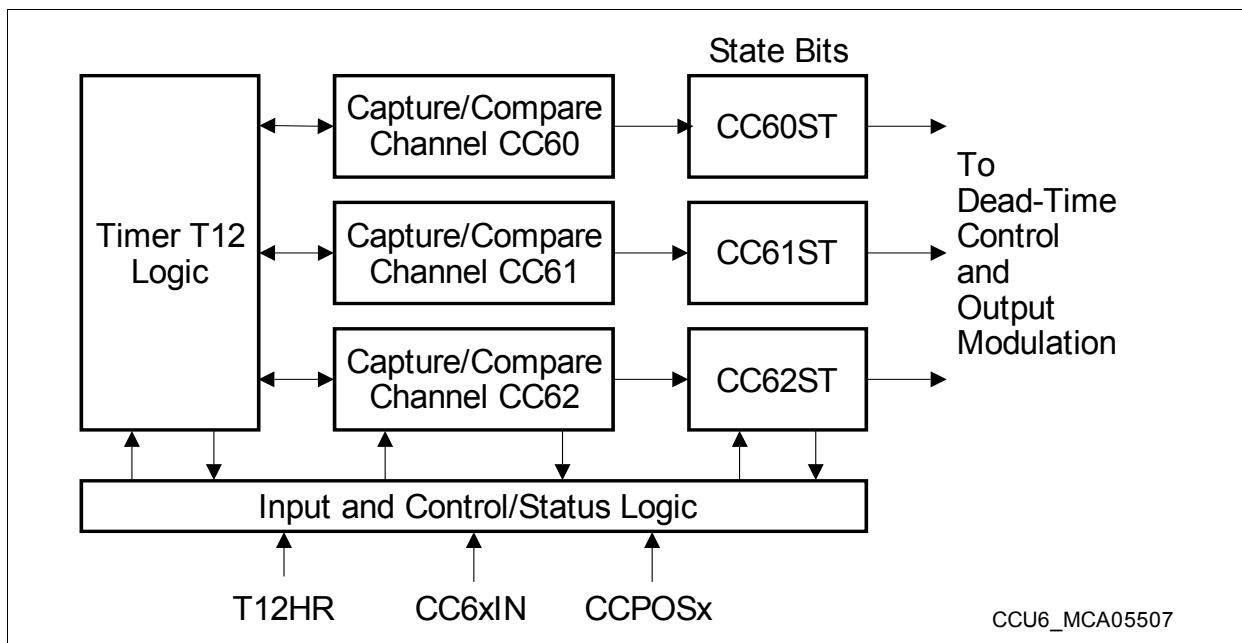 State Bits
Timer T12
Logic
Capture/Compare
Channel CC60
CC60ST
Capture/Compare
Channel CC61
CC61ST
Capture/Compare
Channel CC62
CC62ST
To
Dead-Time
Control
and
Output
Modulation
Input and Control/Status Logic
T12HR
CC6xIN
CCPOSx
CCU6_MCA05507